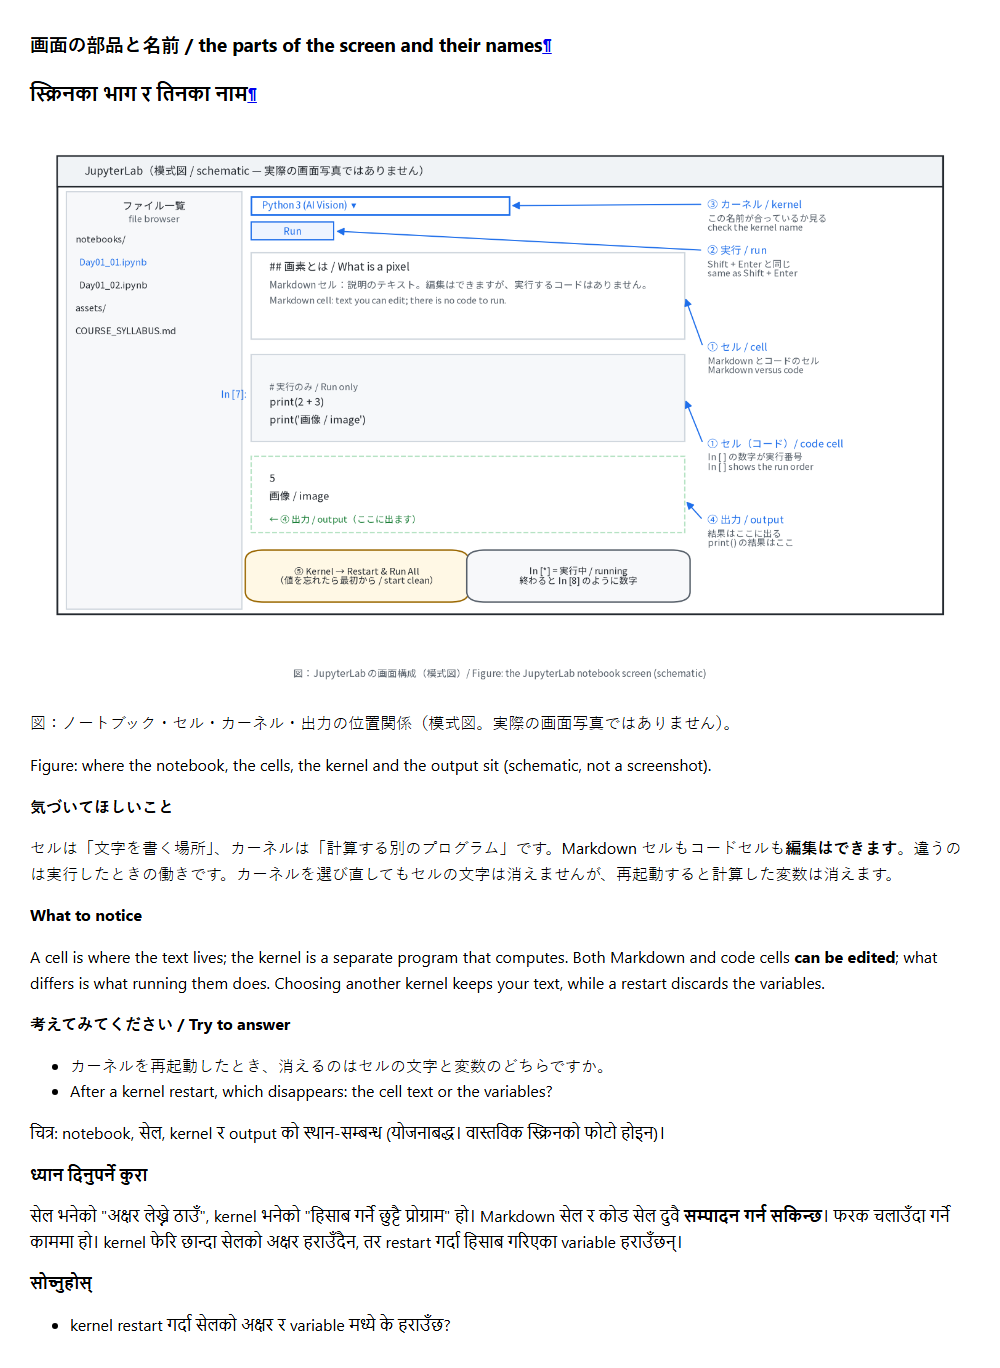 画面の部品と名前 / the parts of the screen and their names¶
स्क्रिनका भाग र तिनका नाम¶
JupyterLab（模式図 / schematic — 実際の画面写真ではありません）
ファイル一覧
file browser
notebooks/
Day01_01.ipynb
Day01_02.ipynb
assets/
COURSE_SYLLABUS.md
Python 3 (AI Vision) ▾
Run
## 画素とは / What is a pixel
Markdown セル：説明のテキスト。編集はできますが、実行するコードはありません。
Markdown cell: text you can edit; there is no code to run.
In [7]:
# 実行のみ / Run only
print(2 + 3)
print('画像 / image')
5
画像 / image
← ④ 出力 / output（ここに出ます）
⑤ Kernel → Restart & Run All
（値を忘れたら最初から / start clean）
In [*] = 実行中 / running
終わると In [8] のように数字
③ カーネル / kernel
この名前が合っているか見る
check the kernel name
② 実行 / run
Shift + Enter と同じ
same as Shift + Enter
① セル / cell
Markdown とコードのセル
Markdown versus code
① セル（コード）/ code cell
In [ ] の数字が実行番号
In [ ] shows the run order
④ 出力 / output
結果はここに出る
print() の結果はここ
図：JupyterLab の画面構成（模式図）/ Figure: the JupyterLab notebook screen (schematic)
図：ノートブック・セル・カーネル・出力の位置関係（模式図。実際の画面写真ではありません）。
Figure: where the notebook, the cells, the kernel and the output sit (schematic, not a screenshot).
気づいてほしいこと
セルは「文字を書く場所」、カーネルは「計算する別のプログラム」です。Markdown セルもコードセルも編集はできます。違うの
は実行したときの働きです。カーネルを選び直してもセルの文字は消えませんが、再起動すると計算した変数は消えます。
What to notice
A cell is where the text lives; the kernel is a separate program that computes. Both Markdown and code cells can be edited; what
differs is what running them does. Choosing another kernel keeps your text, while a restart discards the variables.
考えてみてください / Try to answer
• カーネルを再起動したとき、消えるのはセルの文字と変数のどちらですか。
• After a kernel restart, which disappears: the cell text or the variables?
चित्र: notebook, सेल, kernel र output को स्थान-सम्बन्ध (योजनाबद्ध। वास्तविक स्क्रिनको फोटो होइन)।
ध्यान दिनुपर्ने कुरा
सेल भनेको "अक्षर लेख्ने ठाउँ", kernel भनेको "हिसाब गर्ने छुट्टै प्रोग्राम" हो। Markdown सेल र कोड सेल दुवै सम्पादन गर्न सकिन्छ। फरक चलाउँदा गर्ने
काममा हो। kernel फेरि छान्दा सेलको अक्षर हराउँदैन, तर restart गर्दा हिसाब गरिएका variable हराउँछन्।
सोच्नुहोस्
• kernel restart गर्दा सेलको अक्षर र variable मध्ये के हराउँछ?